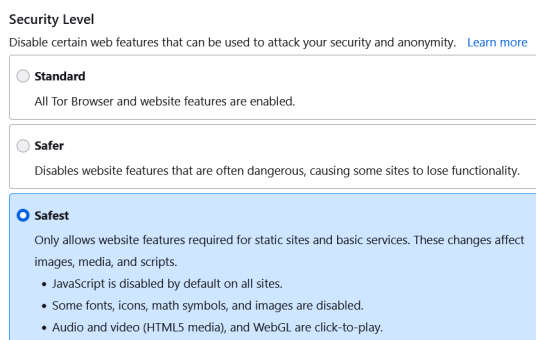 Security Level
Disable certain web features that can be used to attack your security and anonymity. Learn more
Standard
All Tor Browser and website features are enabled.
Safer
Disables website features that are often dangerous, causing some sites to lose functionality.
Safest
Only allows website features required for static sites and basic services. These changes affect
images, media, and scripts.
• JavaScript is disabled by default on all sites.
• Some fonts, icons, math symbols, and images are disabled.
• Audio and video (HTML5 media), and WebGL are click-to-play.